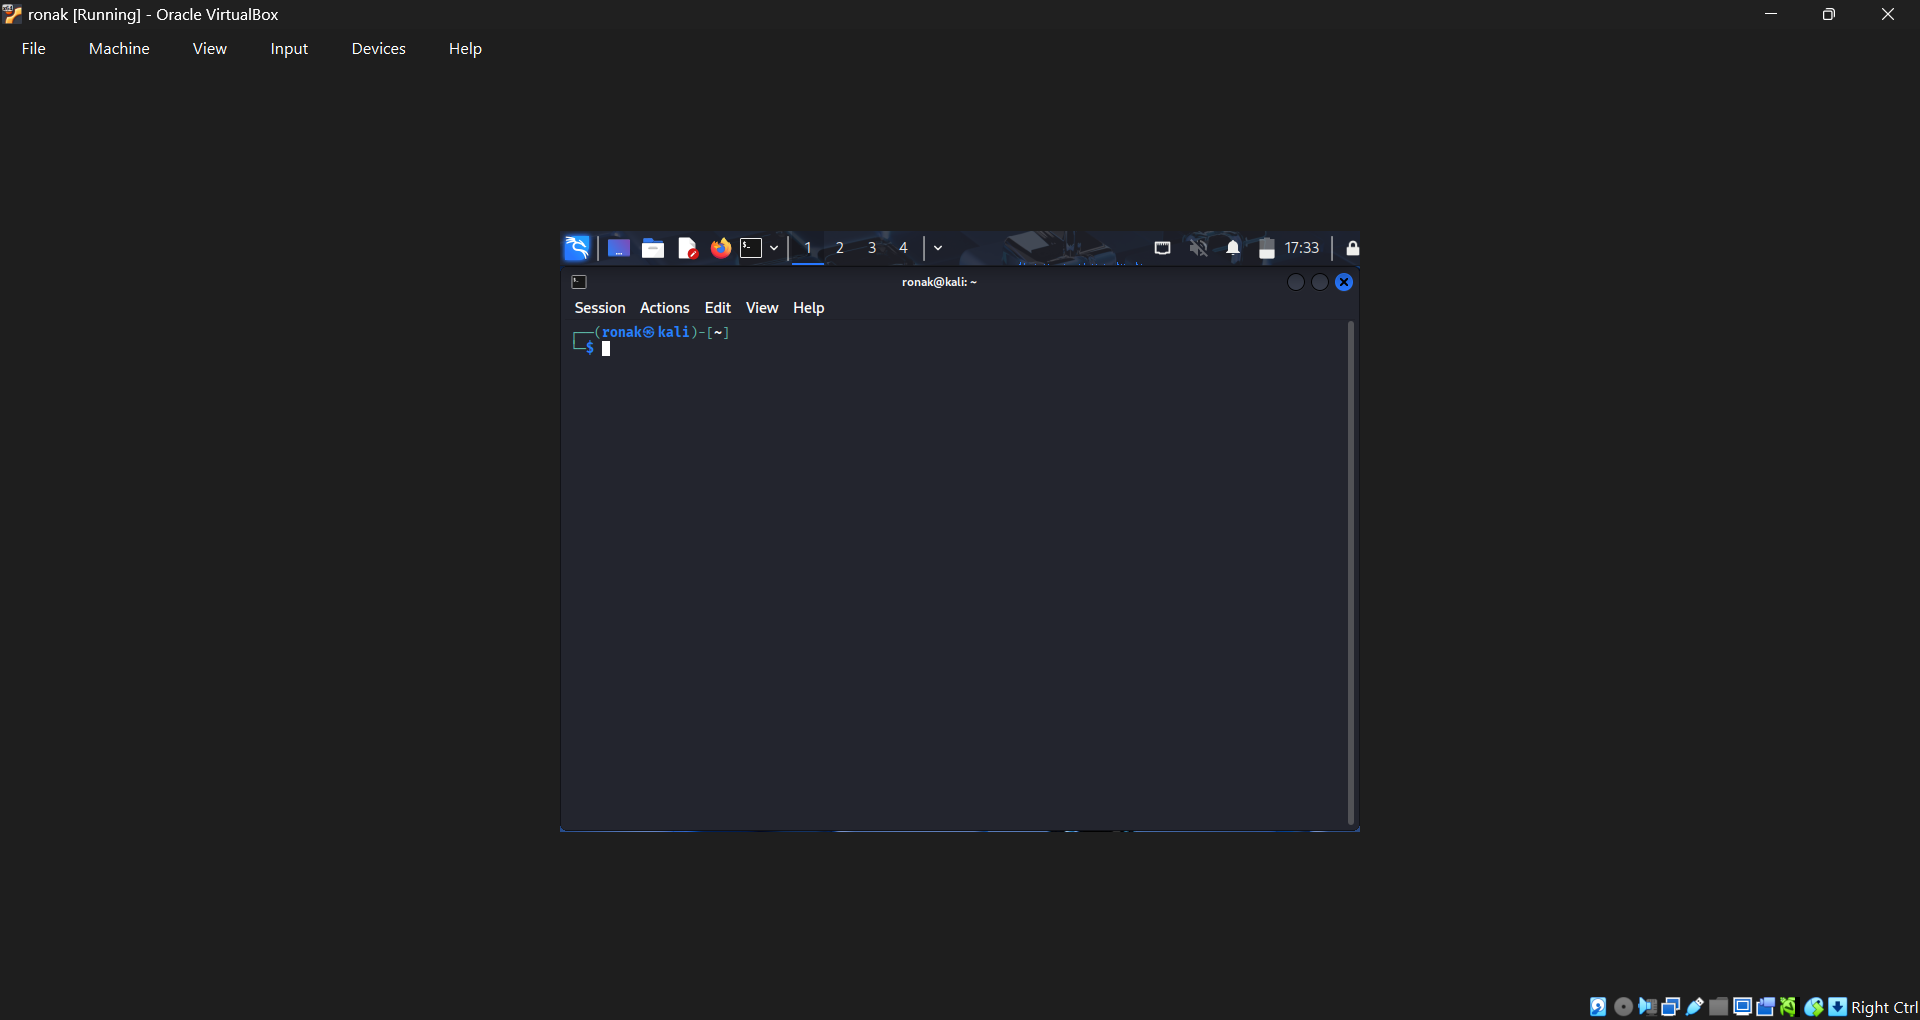 ronak [Running] - Oracle VirtualBox
File Machine View Input Devices Help
1 2 3 4 17:33
ronak@kali: ~
Session Actions Edit View Help
┌──(ronak㉿kali)-[~]
└─$
Right Ctrl